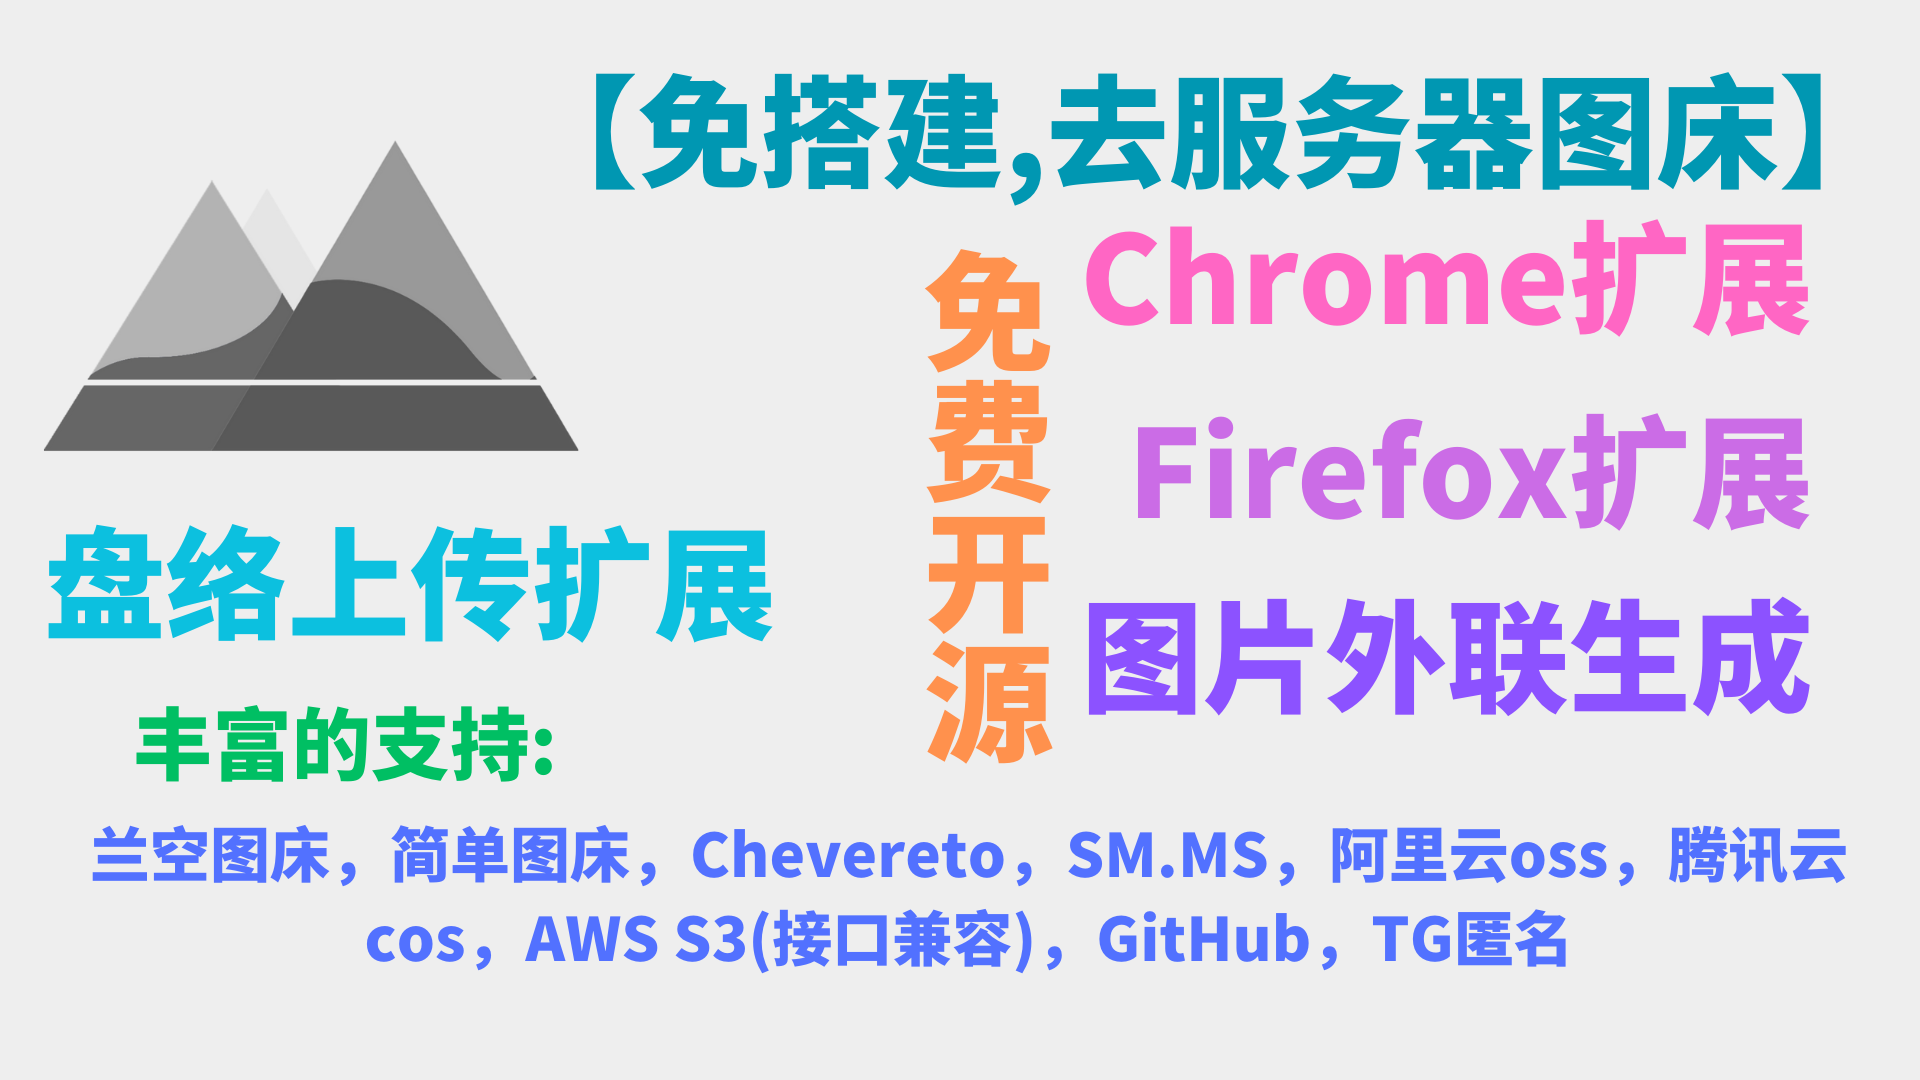 【免搭建,去服务器图床】
Chrome扩展
免费开源
Firefox扩展
盘络上传扩展
图片外联生成
丰富的支持:
兰空图床，简单图床，Chevereto，SM.MS，阿里云oss，腾讯云
cos，AWS S3(接口兼容)，GitHub，TG匿名